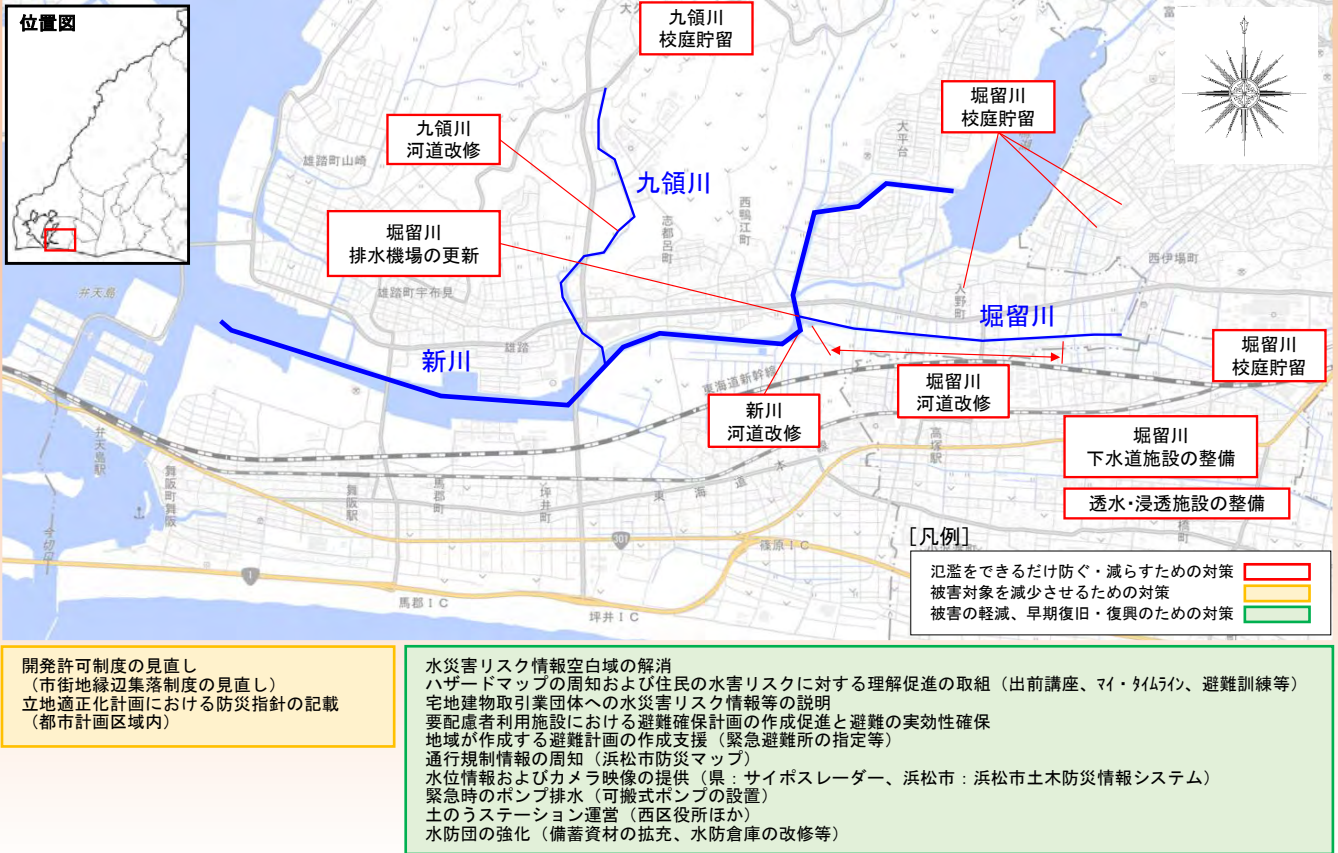 位置図
九領川
校庭貯留
堀留川
校庭貯留
九領川
河道改修
大平台
雄踏町山崎
九領川
西鴨江町
志都呂町
堀留川
排水機場の更新
西伊場町
弁天島
雄踏町宇布見
入野町
堀留川
新川
雄踏
堀留川
校庭貯留
東海道新幹線
新川
河道改修
堀留川
河道改修
高塚駅
堀留川
下水道施設の整備
弁天島駅
舞阪町舞阪
舞阪駅
馬郡町
坪井町
東海道本線
透水・浸透施設の整備
301
篠原IC
1
馬郡IC
坪井IC
[凡例]
氾濫をできるだけ防ぐ・減らすための対策
被害対象を減少させるための対策
被害の軽減、早期復旧・復興のための対策
開発許可制度の見直し
（市街地縁辺集落制度の見直し）
立地適正化計画における防災指針の記載
（都市計画区域内）
水災害リスク情報空白域の解消
ハザードマップの周知および住民の水害リスクに対する理解促進の取組（出前講座、マイ・タイムライン、避難訓練等）
宅地建物取引業団体への水災害リスク情報等の説明
要配慮者利用施設における避難確保計画の作成促進と避難の実効性確保
地域が作成する避難計画の作成支援（緊急避難所の指定等）
通行規制情報の周知（浜松市防災マップ）
水位情報およびカメラ映像の提供（県：サイポスレーダー、浜松市：浜松市土木防災情報システム）
緊急時のポンプ排水（可搬式ポンプの設置）
土のうステーション運営（西区役所ほか）
水防団の強化（備蓄資材の拡充、水防倉庫の改修等）